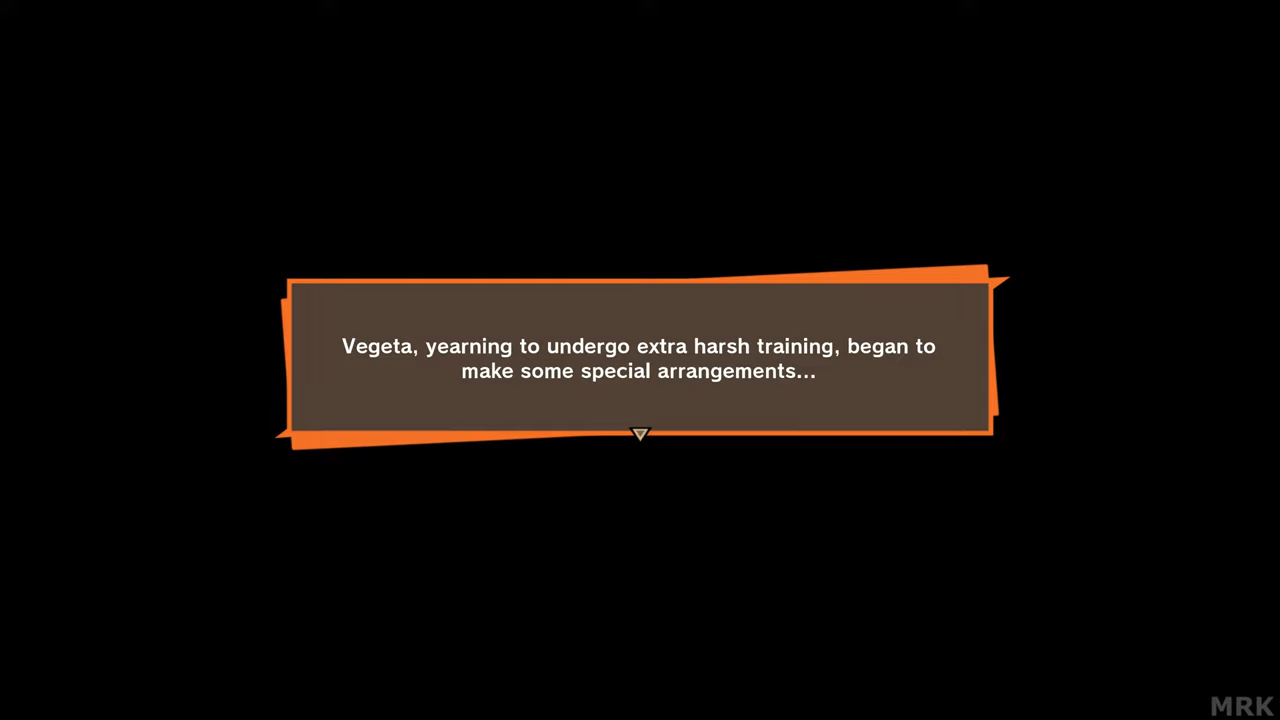 Vegeta, yearning to undergo extra harsh training, began to
make some special arrangements...
MRK